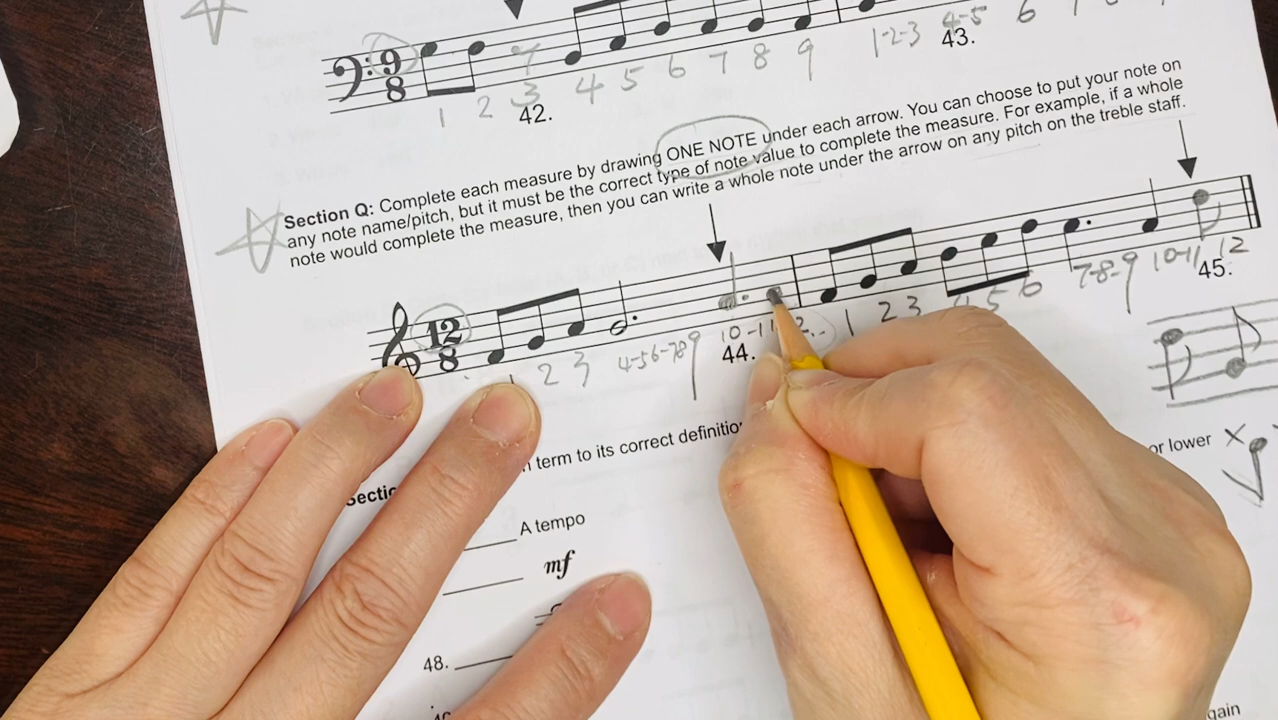 9
8
1 2 3 4 5 6 7 8 9 1-2-3 4-5 6
42.
43.
Section Q: Complete each measure by drawing ONE NOTE under each arrow. You can choose to put your note on
any note name/pitch, but it must be the correct type of note value to complete the measure. For example, if a whole
note would complete the measure, then you can write a whole note under the arrow on any pitch on the treble staff.
12
8
2 3 4-5 6-7 8 9 10-11 1 2 3 4 5 6 7-8-9 10-11 12
44.
45.
term to its correct definition
or lower x
Sectio
A tempo
mf
48.
gain